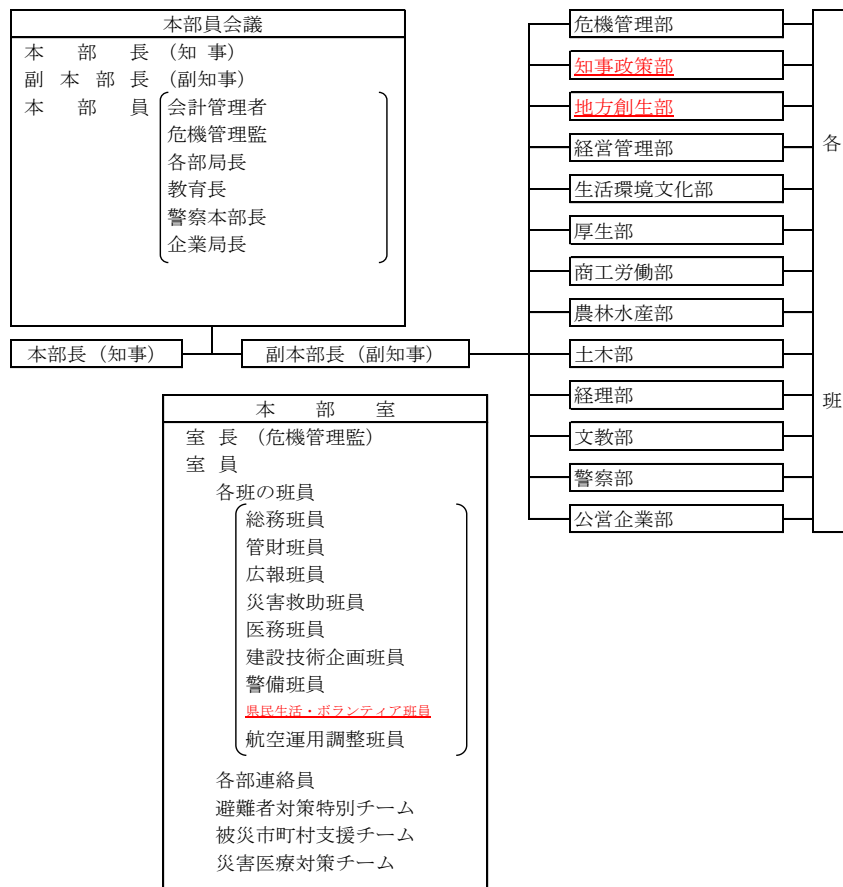 本部員会議
本部長（知事）
副本部長（副知事）
本部員
会計管理者
危機管理監
各部局長
教育長
警察本部長
企業局長
本部長（知事）
副本部長（副知事）
本部室
室長（危機管理監）
室員
各班の班員
総務班員
管財班員
広報班員
災害救助班員
医務班員
建設技術企画班員
警備班員
県民生活・ボランティア班員
航空運用調整班員
各部連絡員
避難者対策特別チーム
被災市町村支援チーム
災害医療対策チーム
危機管理部
知事政策部
地方創生部
経営管理部
生活環境文化部
厚生部
商工労働部
農林水産部
土木部
経理部
文教部
警察部
公営企業部
各班